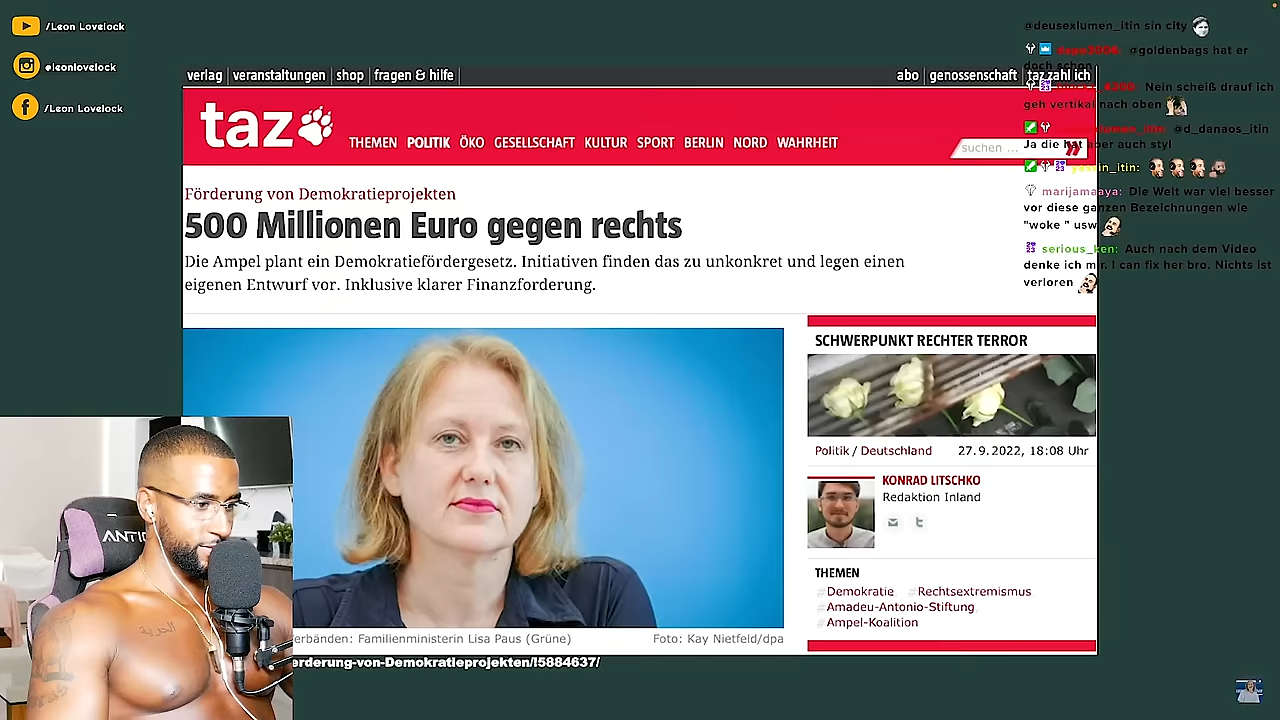 /Leon Lovelock
@leonlovelock
/Leon Lovelock
verlag
veranstaltungen
shop
fragen & hilfe
abo
genossenschaft
taz zahl ich
taz
THEMEN
POLITIK
ÖKO
GESELLSCHAFT
KULTUR
SPORT
BERLIN
NORD
WAHRHEIT
suchen ...
Förderung von Demokratieprojekten
500 Millionen Euro gegen rechts
Die Ampel plant ein Demokratiefördergesetz. Initiativen finden das zu unkonkret und legen einen
eigenen Entwurf vor. Inklusive klarer Finanzforderung.
SCHWERPUNKT RECHTER TERROR
Politik / Deutschland
27.9.2022, 18:08 Uhr
KONRAD LITSCHKO
Redaktion Inland
THEMEN
#Demokratie #Rechtsextremismus
#Amadeu-Antonio-Stiftung
#Ampel-Koalition
erbänden: Familienministerin Lisa Paus (Grüne)
Foto: Kay Nietfeld/dpa
erderung-von-Demokratieprojekten/!5884637/
ANTI
الحرية
@deusexlumen_itin sin city
@goldenbags hat er
doch schon
Nein scheiß drauf ich
geh vertikal nach oben
@d_danaos_itin
Ja die hat aber auch styl
marijamaaya: Die Welt war viel besser
vor diese ganzen Bezeichnungen wie
"woke " usw
serious_ken: Auch nach dem Video
denke ich mir. I can fix her bro. Nichts ist
verloren